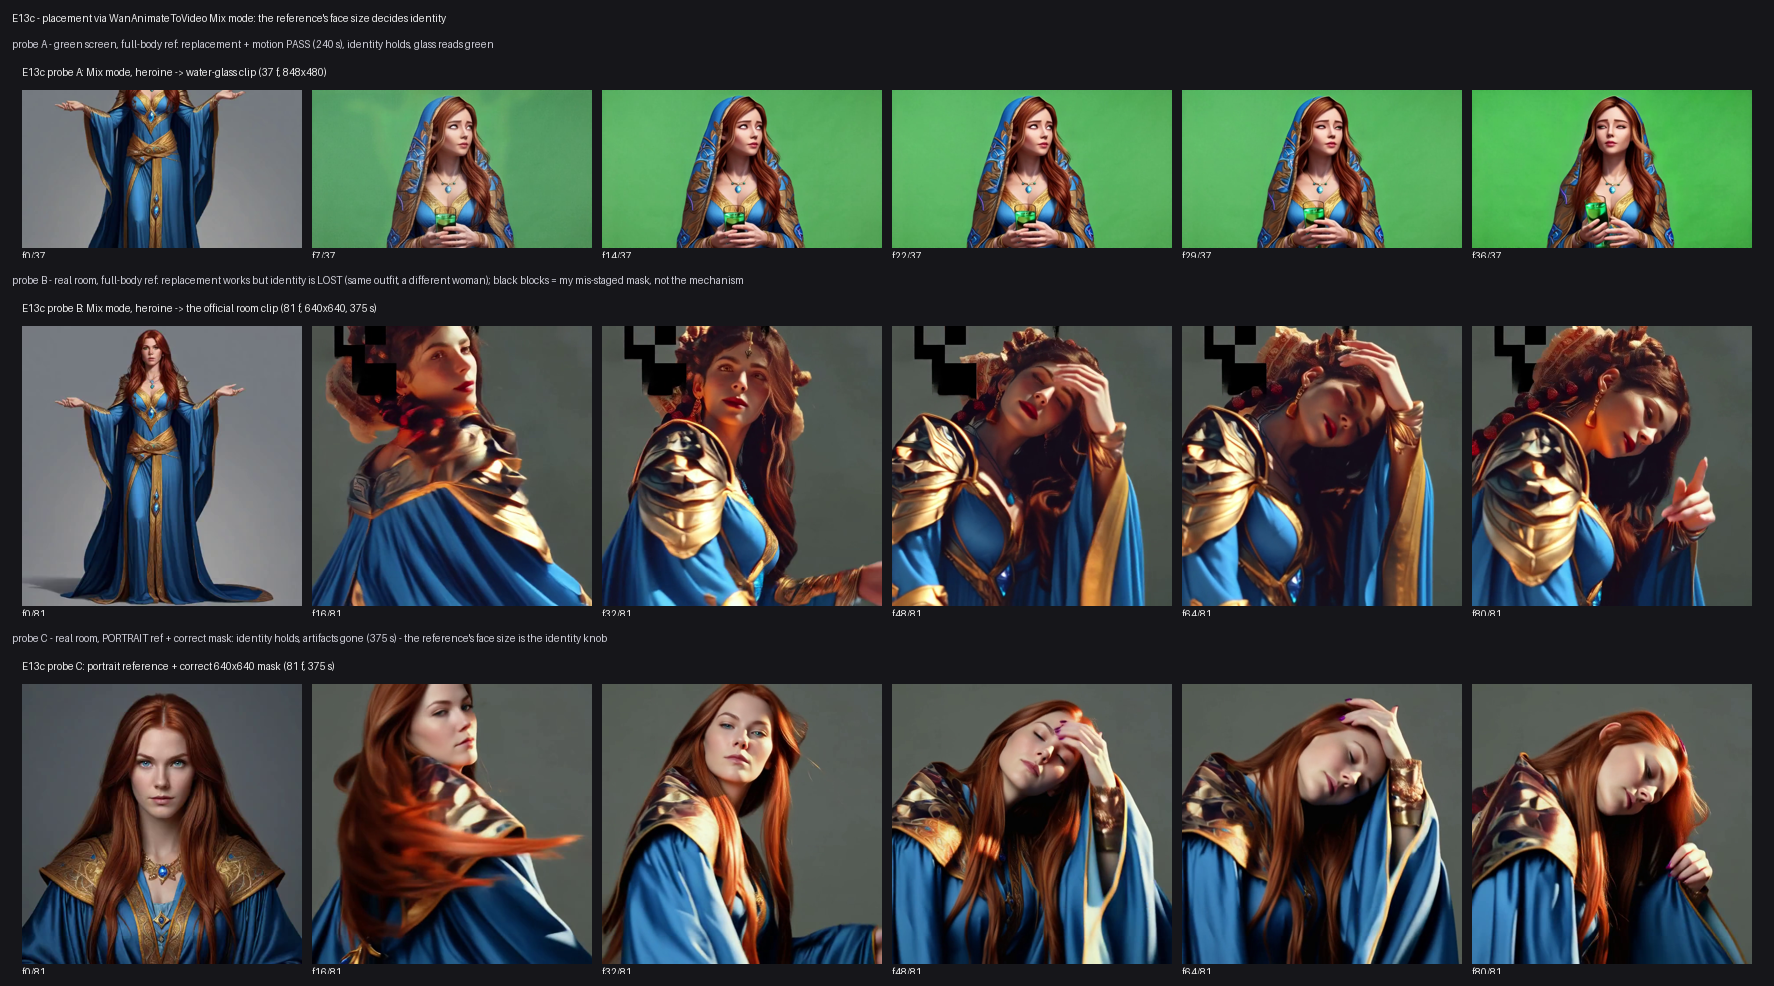 E13c - placement via WanAnimateToVideo Mix mode: the reference's face size decides identity
probe A - green screen, full-body ref: replacement + motion PASS (240 s), identity holds, glass reads green
E13c probe A: Mix mode, heroine -> water-glass clip (37 f, 848x480)
f0/37 f7/37 f14/37 f22/37 f29/37 f36/37
probe B - real room, full-body ref: replacement works but identity is LOST (same outfit, a different woman); black blocks = my mis-staged mask, not the mechanism
E13c probe B: Mix mode, heroine -> the official room clip (81 f, 640x640, 375 s)
f0/81 f16/81 f32/81 f48/81 f64/81 f80/81
probe C - real room, PORTRAIT ref + correct mask: identity holds, artifacts gone (375 s) - the reference's face size is the identity knob
E13c probe C: portrait reference + correct 640x640 mask (81 f, 375 s)
f0/81 f16/81 f32/81 f48/81 f64/81 f80/81